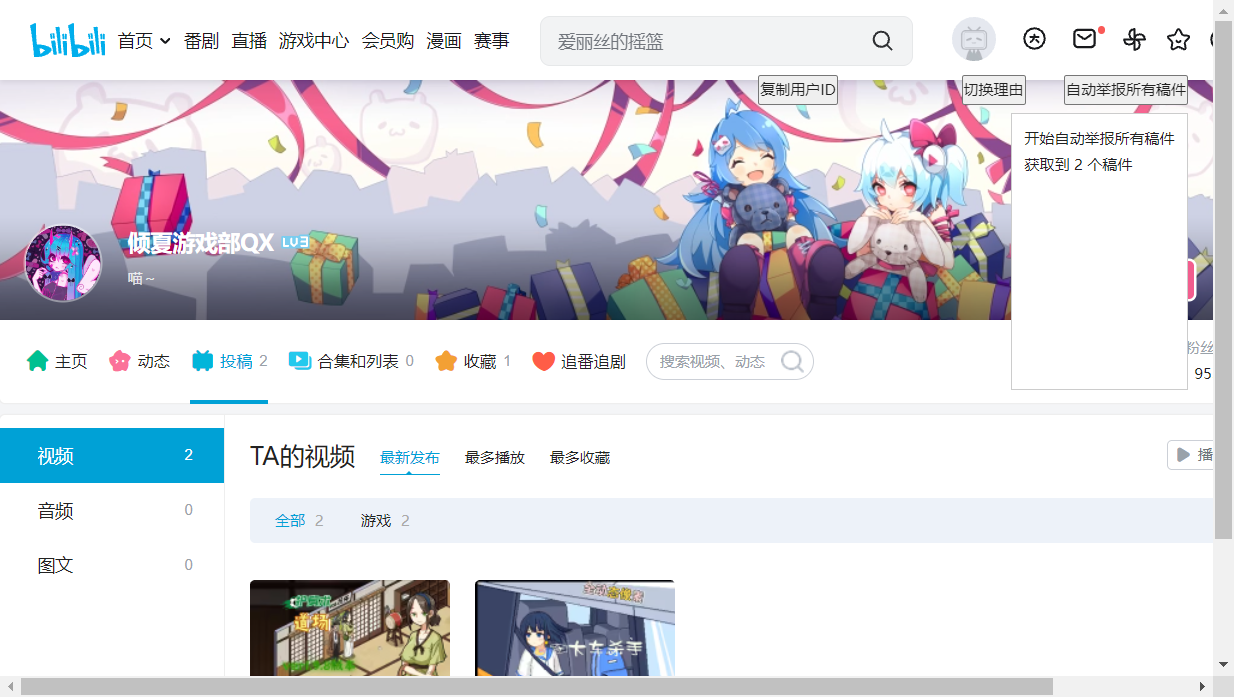 bilibili 首页 番剧 直播 游戏中心 会员购 漫画 赛事 爱丽丝的摇篮
复制用户ID 切换理由 自动举报所有稿件
开始自动举报所有稿件
获取到 2 个稿件
倾夏游戏部QX LV3
喵～
主页 动态 投稿 2 合集和列表 0 收藏 1 追番追剧 搜索视频、动态 粉丝
95
视频 2
音频 0
图文 0
TA的视频 最新发布 最多播放 最多收藏 播
全部 2 游戏 2
道场
大车杀手